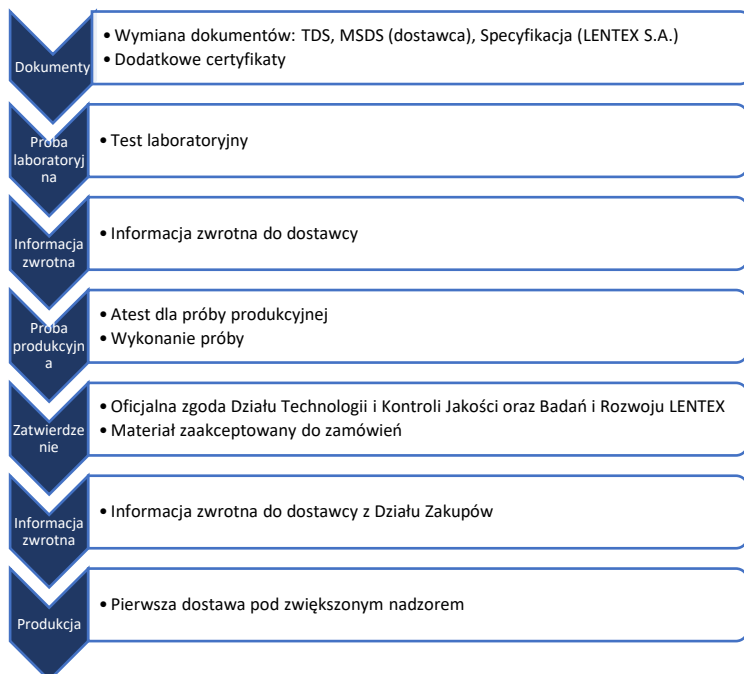 Dokumenty
• Wymiana dokumentów: TDS, MSDS (dostawca), Specyfikacja (LENTEX S.A.)
• Dodatkowe certyfikaty
Próba
laboratoryj
na
• Test laboratoryjny
Informacja
zwrotna
• Informacja zwrotna do dostawcy
Próba
produkcyjn
a
• Atest dla próby produkcyjnej
• Wykonanie próby
Zatwierdze
nie
• Oficjalna zgoda Działu Technologii i Kontroli Jakości oraz Badań i Rozwoju LENTEX
• Materiał zaakceptowany do zamówień
Informacja
zwrotna
• Informacja zwrotna do dostawcy z Działu Zakupów
Produkcja
• Pierwsza dostawa pod zwiększonym nadzorem